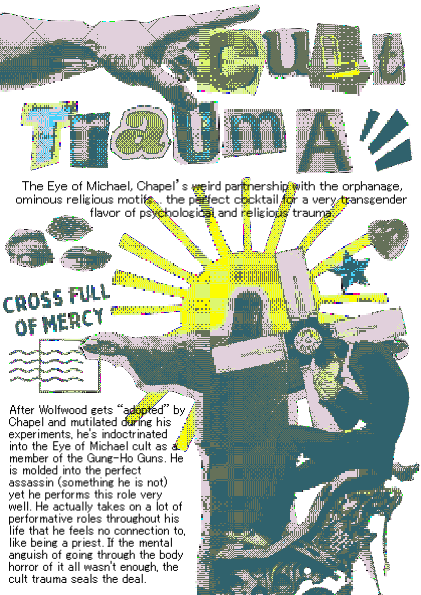 CULt
TraumA
The Eye of Michael, Chapel's weird partnership with the orphanage,
ominous religious motifs... the perfect cocktail for a very transgender
flavor of psychological and religious trauma.
CROSS FULL
OF MERCY
After Wolfwood gets “adopted” by
Chapel and mutilated during his
experiments, he's indoctrinated
into the Eye of Michael cult as a
member of the Gung-Ho Guns. He
is molded into the perfect
assassin (something he is not)
yet he performs this role very
well. He actually takes on a lot of
performative roles throughout his
life that he feels no connection to,
like being a priest. If the mental
anguish of going through the body
horror of it all wasn't enough, the
cult trauma seals the deal.